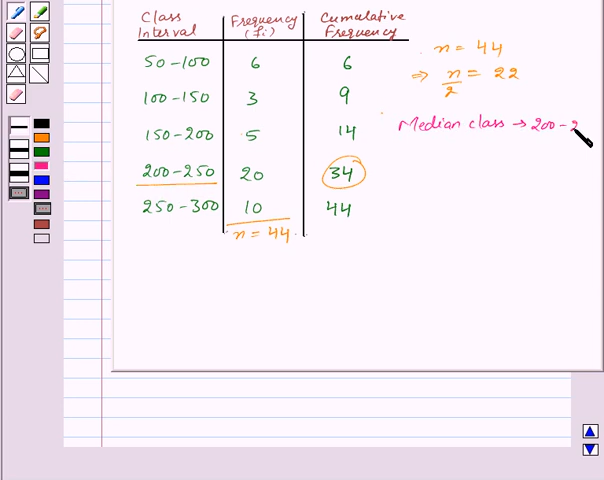 Class Interval Frequency (fi) Cumulative Frequency
50-100 6 6
100-150 3 9
150-200 5 14
200-250 20 34
250-300 10 44
n = 44
n = 44
⇒ n/2 = 22
Median class → 200-2